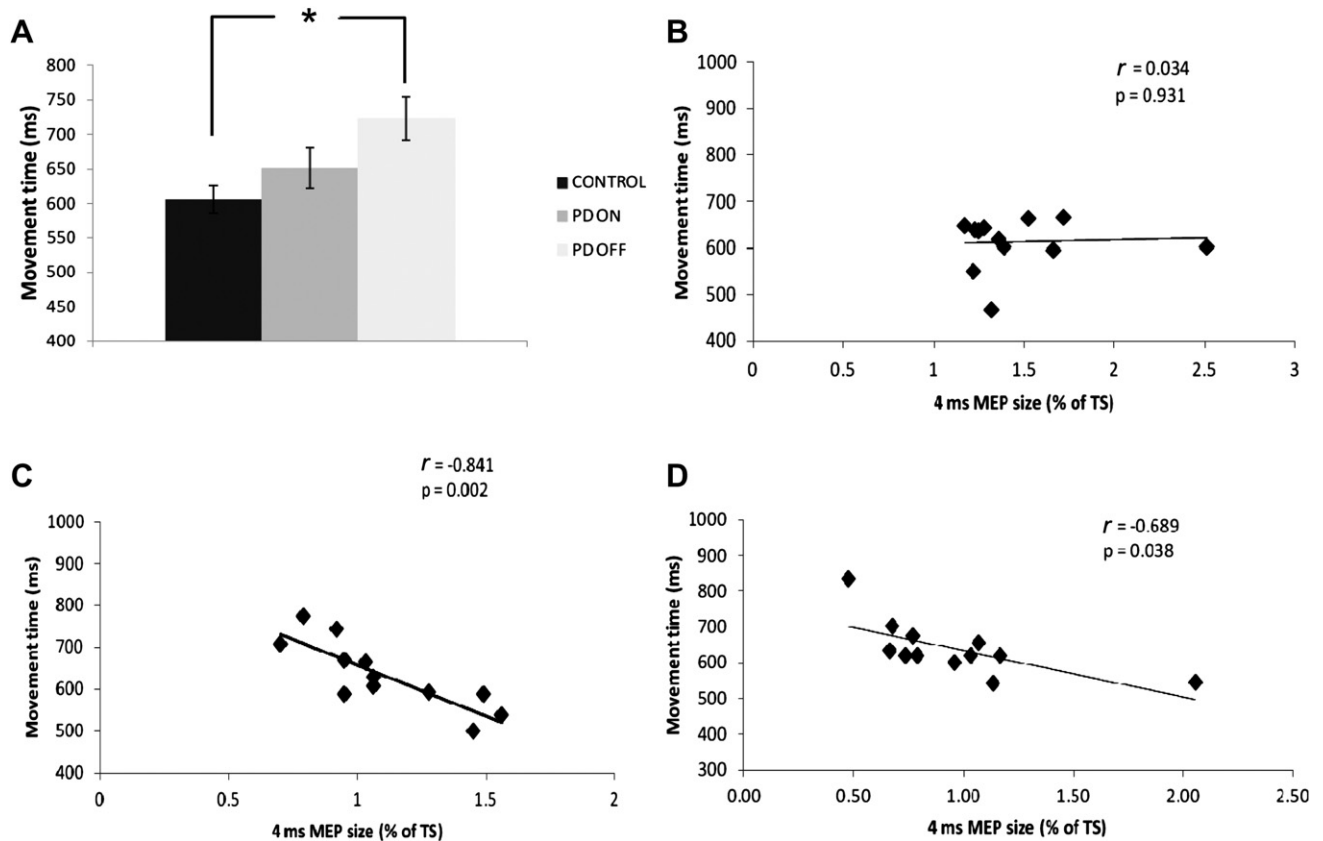 A
*
800
750
700
650
600
550
500
450
400
Movement time (ms)
CONTROL
PD ON
PD OFF
B
r = 0.034
p = 0.931
1000
900
800
700
600
500
400
Movement time (ms)
0
0.5
1
1.5
2
2.5
3
4 ms MEP size (% of TS)
C
r = -0.841
p = 0.002
1000
900
800
700
600
500
400
Movement time (ms)
0
0.5
1
1.5
2
4 ms MEP size (% of TS)
D
r = -0.689
p = 0.038
1000
900
800
700
600
500
400
300
Movement time (ms)
0.00
0.50
1.00
1.50
2.00
2.50
4 ms MEP size (% of TS)